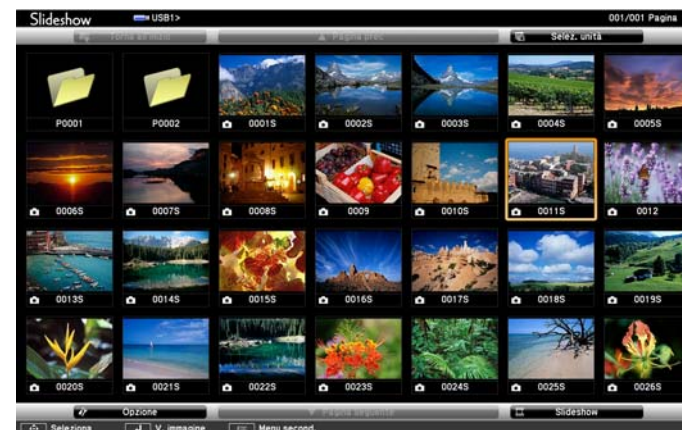 Slideshow USB1> 001/001 Pagina
Torna all'inizio ▲ Pagina prec Selez. unità
P0001 P0002 0001S 0002S 0003S 0004S 0005S
0006S 0007S 0008S 0009 0010S 0011S 0012
0013S 0014S 0015S 0016S 0017S 0018S 0019S
0020S 0021S 0022S 0023S 0024S 0025S 0026S
Opzione ▼ Pagina seguente Slideshow
Seleziona V. immagine Menu second.